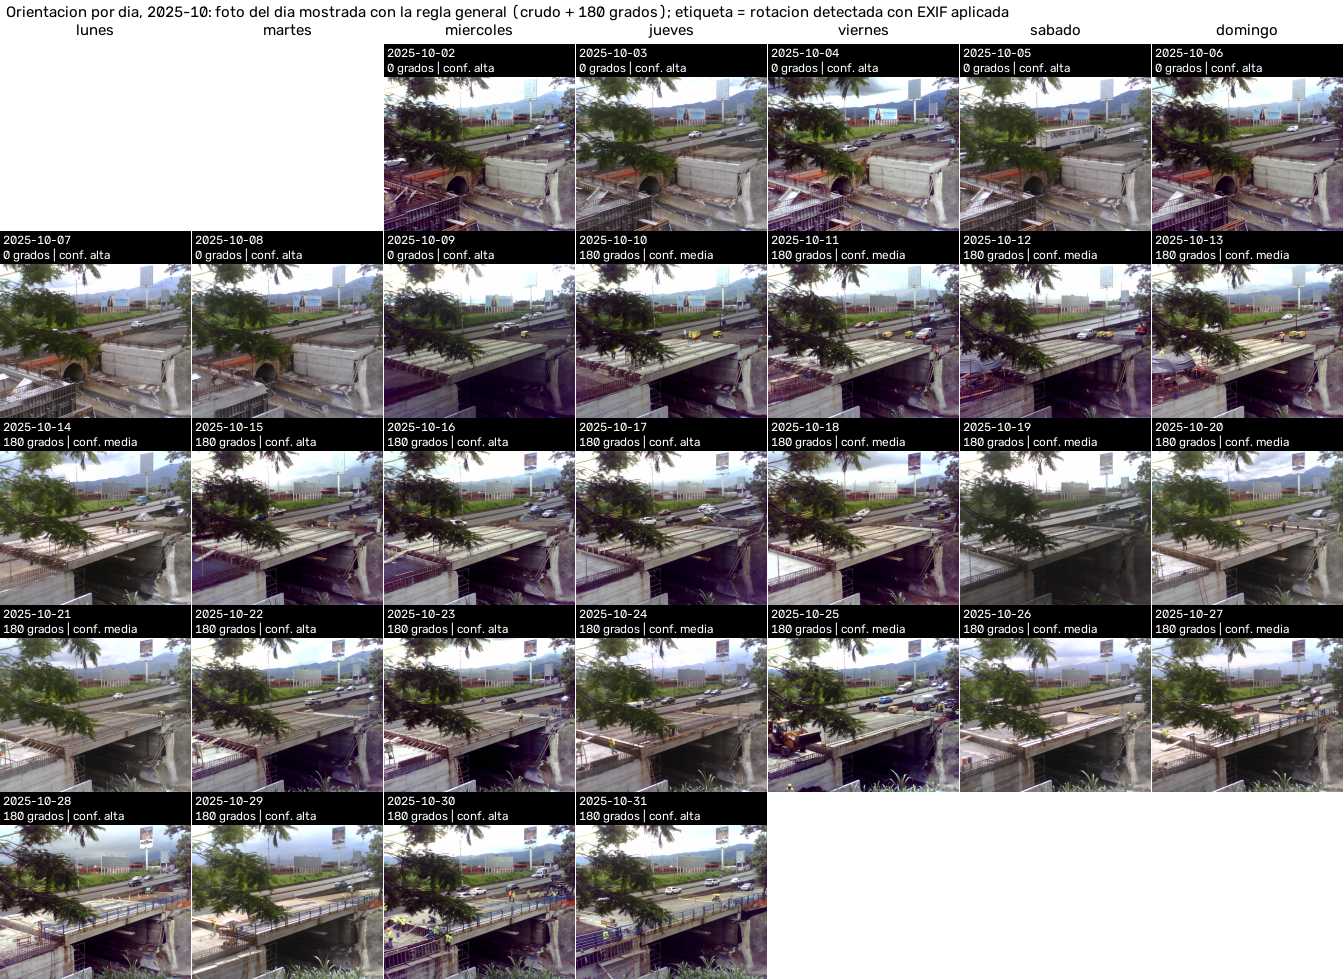 Orientacion por dia, 2025-10: foto del dia mostrada con la regla general (crudo + 180 grados); etiqueta = rotacion detectada con EXIF aplicada
lunes martes miercoles jueves viernes sabado domingo
2025-10-02 2025-10-03 2025-10-04 2025-10-05 2025-10-06
0 grados | conf. alta 0 grados | conf. alta 0 grados | conf. alta 0 grados | conf. alta 0 grados | conf. alta
2025-10-07 2025-10-08 2025-10-09 2025-10-10 2025-10-11 2025-10-12 2025-10-13
0 grados | conf. alta 0 grados | conf. alta 0 grados | conf. alta 180 grados | conf. media 180 grados | conf. media 180 grados | conf. media 180 grados | conf. media
2025-10-14 2025-10-15 2025-10-16 2025-10-17 2025-10-18 2025-10-19 2025-10-20
180 grados | conf. media 180 grados | conf. alta 180 grados | conf. alta 180 grados | conf. alta 180 grados | conf. media 180 grados | conf. media 180 grados | conf. media
2025-10-21 2025-10-22 2025-10-23 2025-10-24 2025-10-25 2025-10-26 2025-10-27
180 grados | conf. media 180 grados | conf. alta 180 grados | conf. alta 180 grados | conf. media 180 grados | conf. media 180 grados | conf. media 180 grados | conf. media
2025-10-28 2025-10-29 2025-10-30 2025-10-31
180 grados | conf. alta 180 grados | conf. alta 180 grados | conf. alta 180 grados | conf. alta